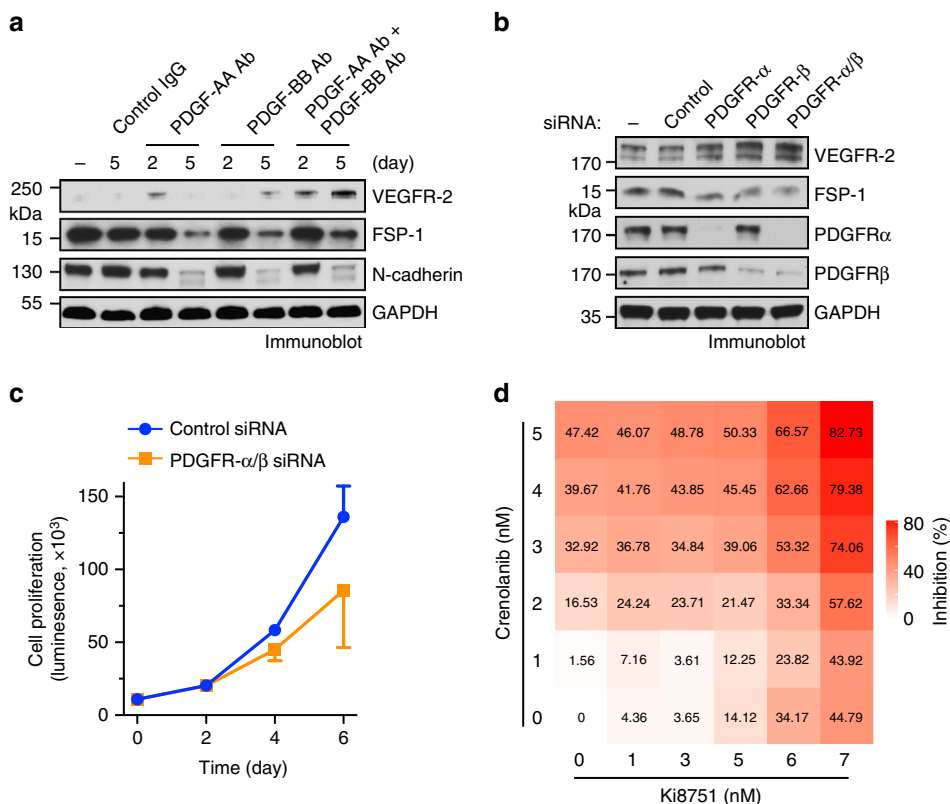 a
Control IgG
PDGF-AA Ab
PDGF-BB Ab
PDGF-AA Ab +
PDGF-BB Ab
– 5 2 5 2 5 2 5 (day)
250
kDa
VEGFR-2
15
FSP-1
130
N-cadherin
55
GAPDH
Immunoblot
b
siRNA: – Control PDGFR-α PDGFR-β PDGFR-α/β
170
VEGFR-2
15
kDa
FSP-1
170
PDGFRα
170
PDGFRβ
35
GAPDH
Immunoblot
c
Control siRNA
PDGFR-α/β siRNA
Cell proliferation
(luminesence, ×10³)
150
100
50
0
0 2 4 6
Time (day)
d
Crenolanib (nM)
5 47.42 46.07 48.78 50.33 66.57 82.73
4 39.67 41.76 43.85 45.45 62.66 79.38
3 32.92 36.78 34.84 39.06 53.32 74.06
2 16.53 24.24 23.71 21.47 33.34 57.62
1 1.56 7.16 3.61 12.25 23.82 43.92
0 0 4.36 3.65 14.12 34.17 44.79
0 1 3 5 6 7
Ki8751 (nM)
80
40
0
Inhibition (%)